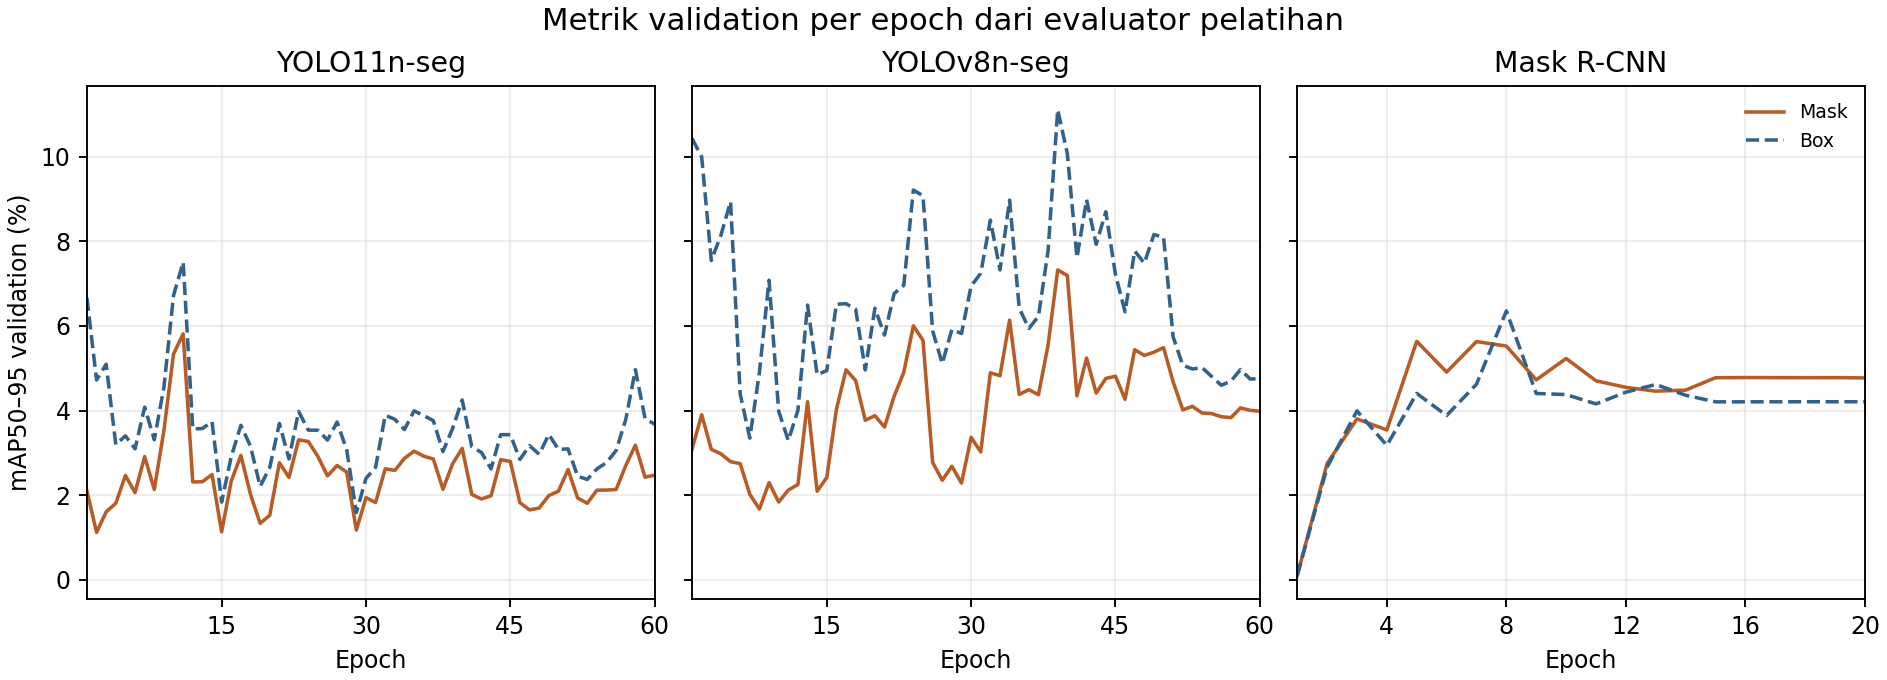 Metrik validation per epoch dari evaluator pelatihan
YOLO11n-seg
YOLOv8n-seg
Mask R-CNN
mAP50–95 validation (%)
10
8
6
4
2
0
15 30 45 60
15 30 45 60
4 8 12 16 20
Epoch
Epoch
Epoch
Mask
Box